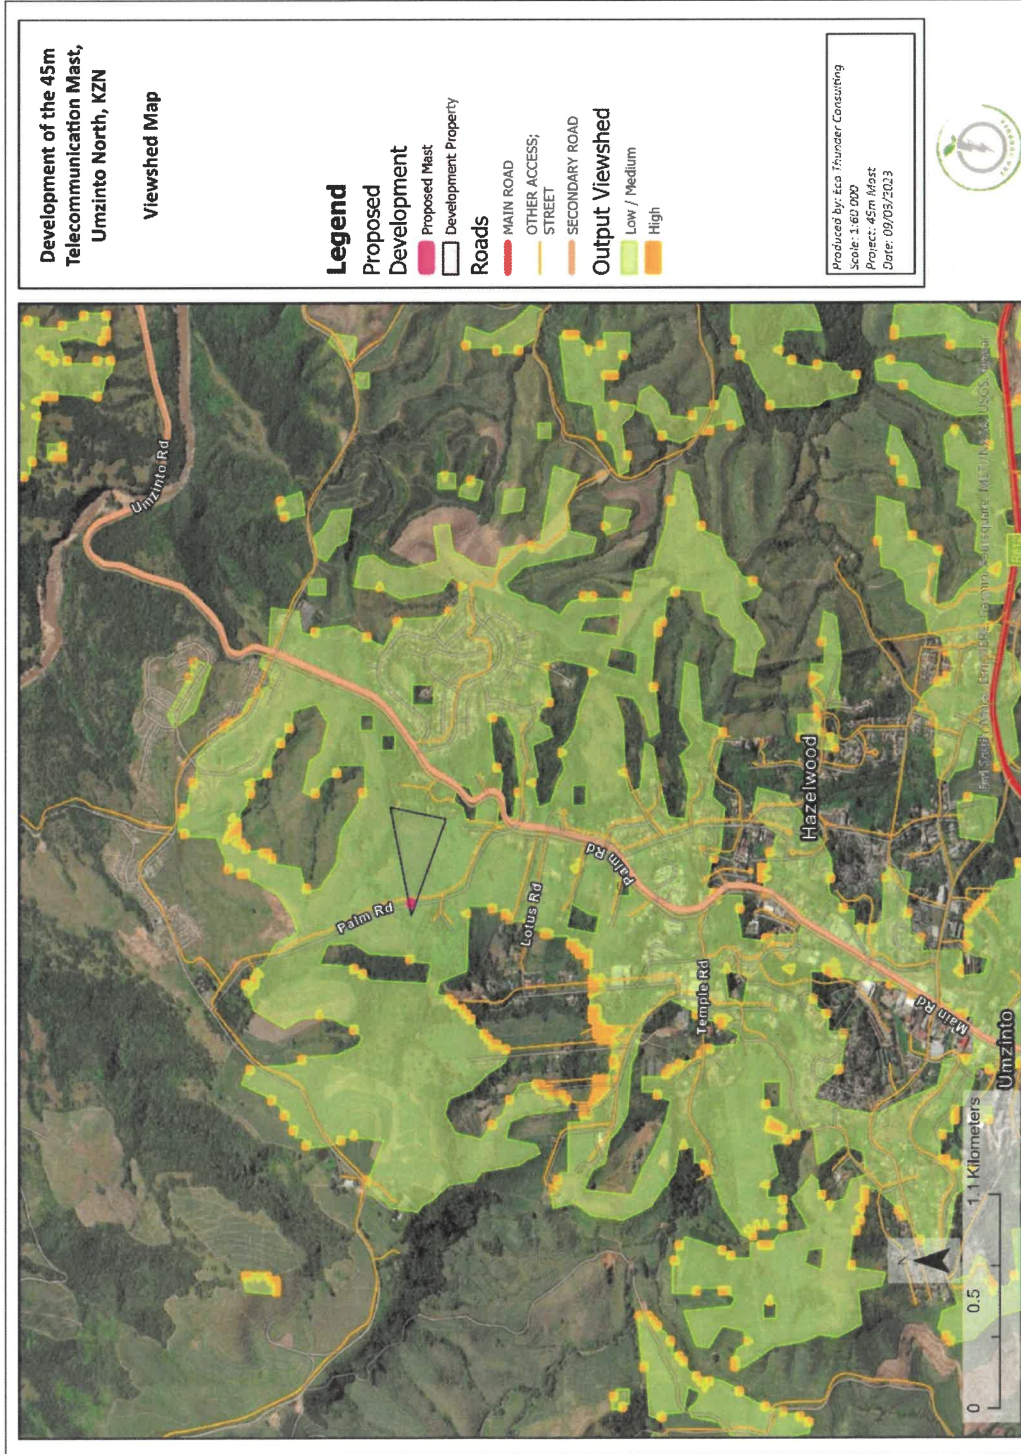 Development of the 45m
Telecommunication Mast,
Umzinto North, KZN
Viewshed Map
Legend
Proposed
Development
Proposed Mast
Development Property
Roads
MAIN ROAD
OTHER ACCESS;
STREET
SECONDARY ROAD
Output Viewshed
Low / Medium
High
Produced by: Eco Thunder Consulting
Scale: 1:60 000
Project: 45m Mast
Date: 09/03/2023
Umzinto Rd
Palm Rd
Lotus Rd
Palm Rd
Temple Rd
Hazelwood
Main Rd
Umzinto
0 0.5 1.1 Kilometers